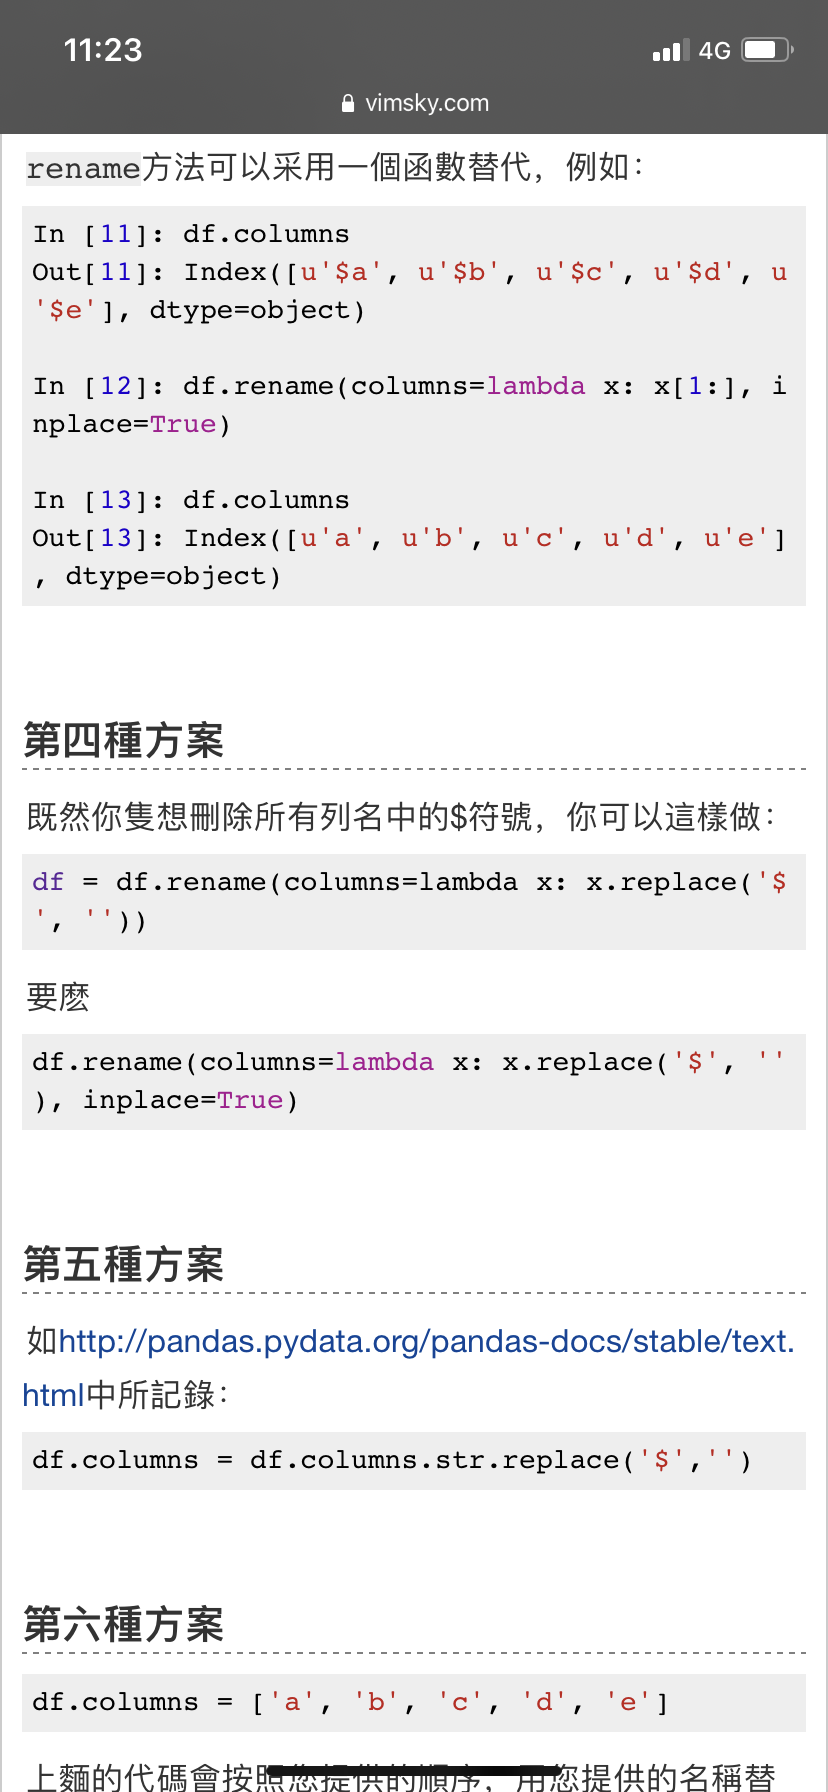 11:23
4G
vimsky.com
rename方法可以采用一個函數替代，例如：
In [11]: df.columns
Out[11]: Index([u'$a', u'$b', u'$c', u'$d', u
'$e'], dtype=object)
In [12]: df.rename(columns=lambda x: x[1:], i
nplace=True)
In [13]: df.columns
Out[13]: Index([u'a', u'b', u'c', u'd', u'e']
, dtype=object)
第四種方案
既然你隻想刪除所有列名中的$符號，你可以這樣做：
df = df.rename(columns=lambda x: x.replace('$
', ''))
要麽
df.rename(columns=lambda x: x.replace('$', ''
), inplace=True)
第五種方案
如http://pandas.pydata.org/pandas-docs/stable/text.
html中所記錄：
df.columns = df.columns.str.replace('$','')
第六種方案
df.columns = ['a', 'b', 'c', 'd', 'e']
上麵的代碼會按照您提供的順序，用您提供的名稱替